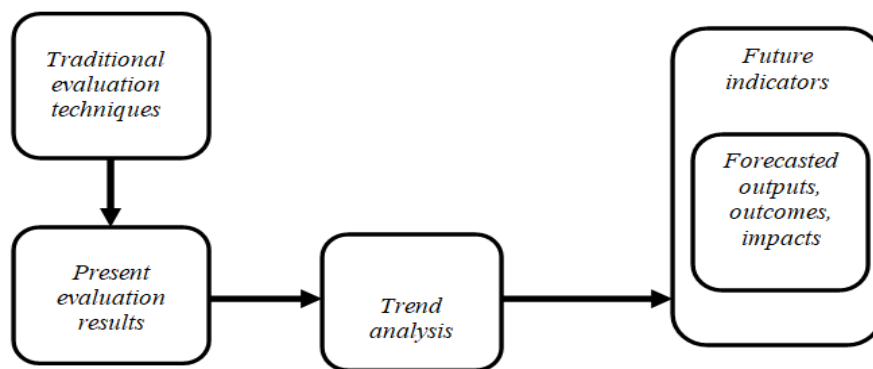 Traditional
evaluation
techniques
Present
evaluation
results
Trend
analysis
Future
indicators
Forecasted
outputs,
outcomes,
impacts